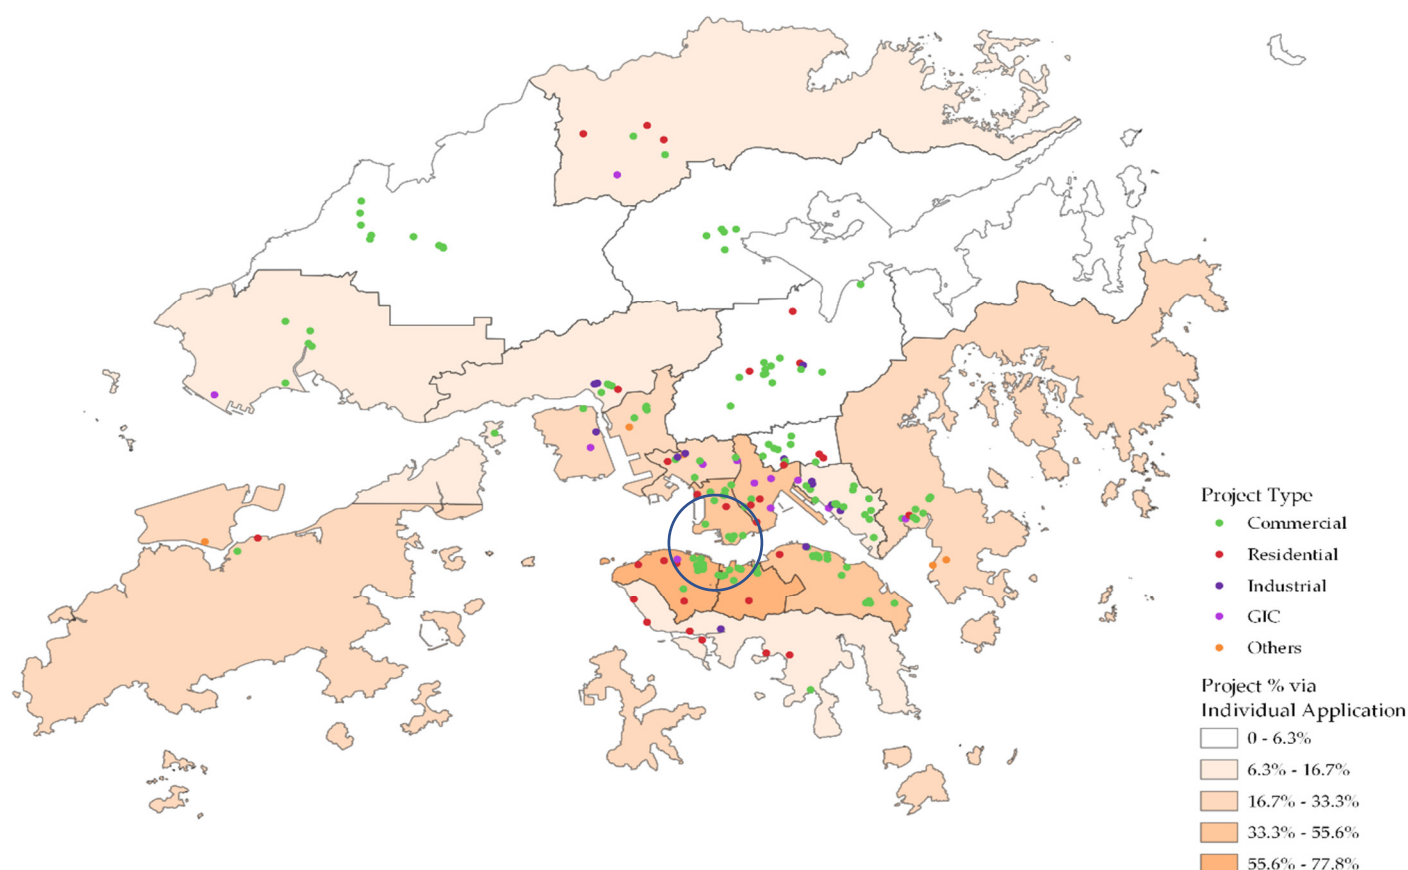 Project Type
Commercial
Residential
Industrial
GIC
Others
Project % via
Individual Application
0 - 6.3%
6.3% - 16.7%
16.7% - 33.3%
33.3% - 55.6%
55.6% - 77.8%